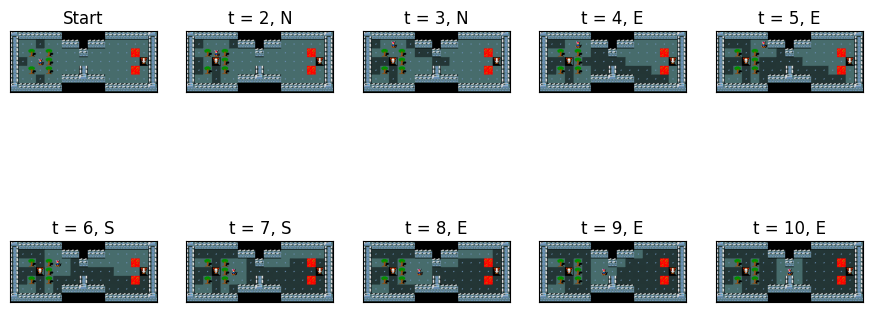 Start
t = 2, N
t = 3, N
t = 4, E
t = 5, E
t = 6, S
t = 7, S
t = 8, E
t = 9, E
t = 10, E